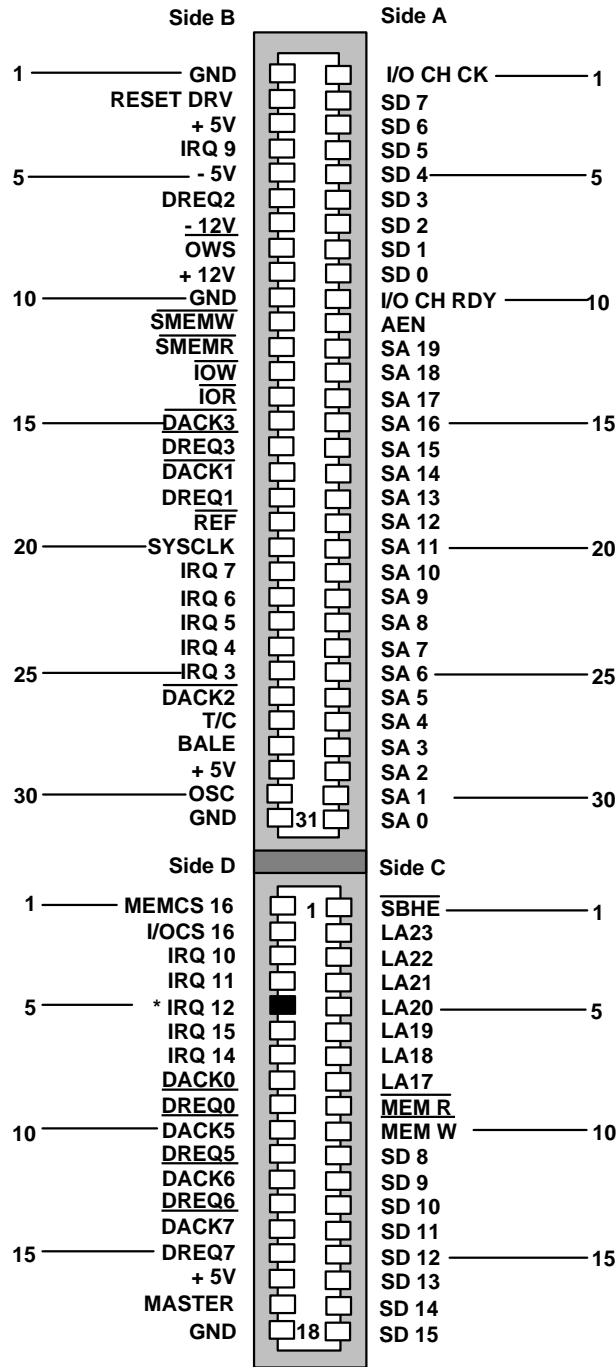 Side B Side A
1 GND I/O CH CK 1
RESET DRV SD 7
+ 5V SD 6
IRQ 9 SD 5
5 - 5V SD 4 5
DREQ2 SD 3
- 12V SD 2
OWS SD 1
+ 12V SD 0
10 GND I/O CH RDY 10
SMEMW AEN
SMEMR SA 19
IOW SA 18
IOR SA 17
15 DACK3 SA 16 15
DREQ3 SA 15
DACK1 SA 14
DREQ1 SA 13
REF SA 12
20 SYSCLK SA 11 20
IRQ 7 SA 10
IRQ 6 SA 9
IRQ 5 SA 8
IRQ 4 SA 7
25 IRQ 3 SA 6 25
DACK2 SA 5
T/C SA 4
BALE SA 3
+ 5V SA 2
30 OSC SA 1 30
GND 31 SA 0
Side D Side C
1 MEMCS 16 1 SBHE 1
I/OCS 16 LA23
IRQ 10 LA22
IRQ 11 LA21
5 * IRQ 12 LA20 5
IRQ 15 LA19
IRQ 14 LA18
DACK0 LA17
DREQ0 MEM R
10 DACK5 MEM W 10
DREQ5 SD 8
DACK6 SD 9
DREQ6 SD 10
DACK7 SD 11
15 DREQ7 SD 12 15
+ 5V SD 13
MASTER SD 14
GND 18 SD 15